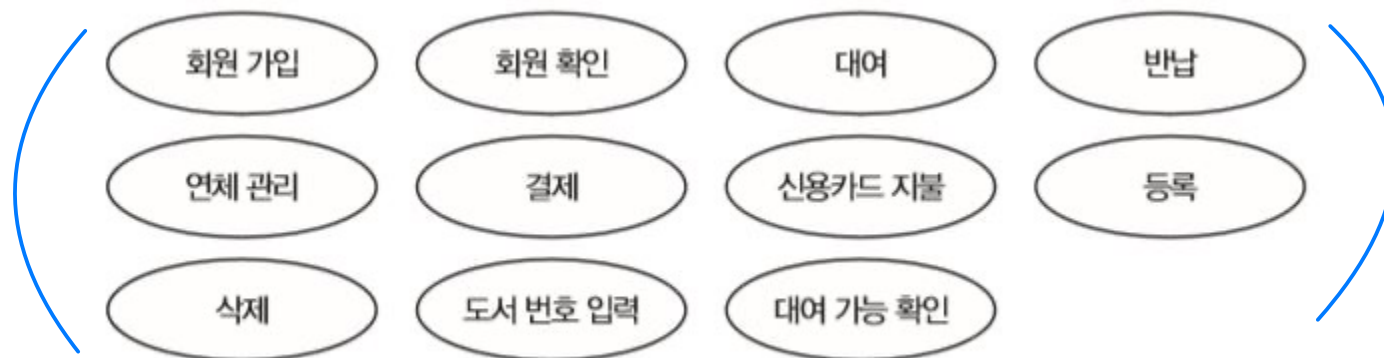 회원 가입 회원 확인 대여 반납
연체 관리 결제 신용카드 지불 등록
삭제 도서 번호 입력 대여 가능 확인